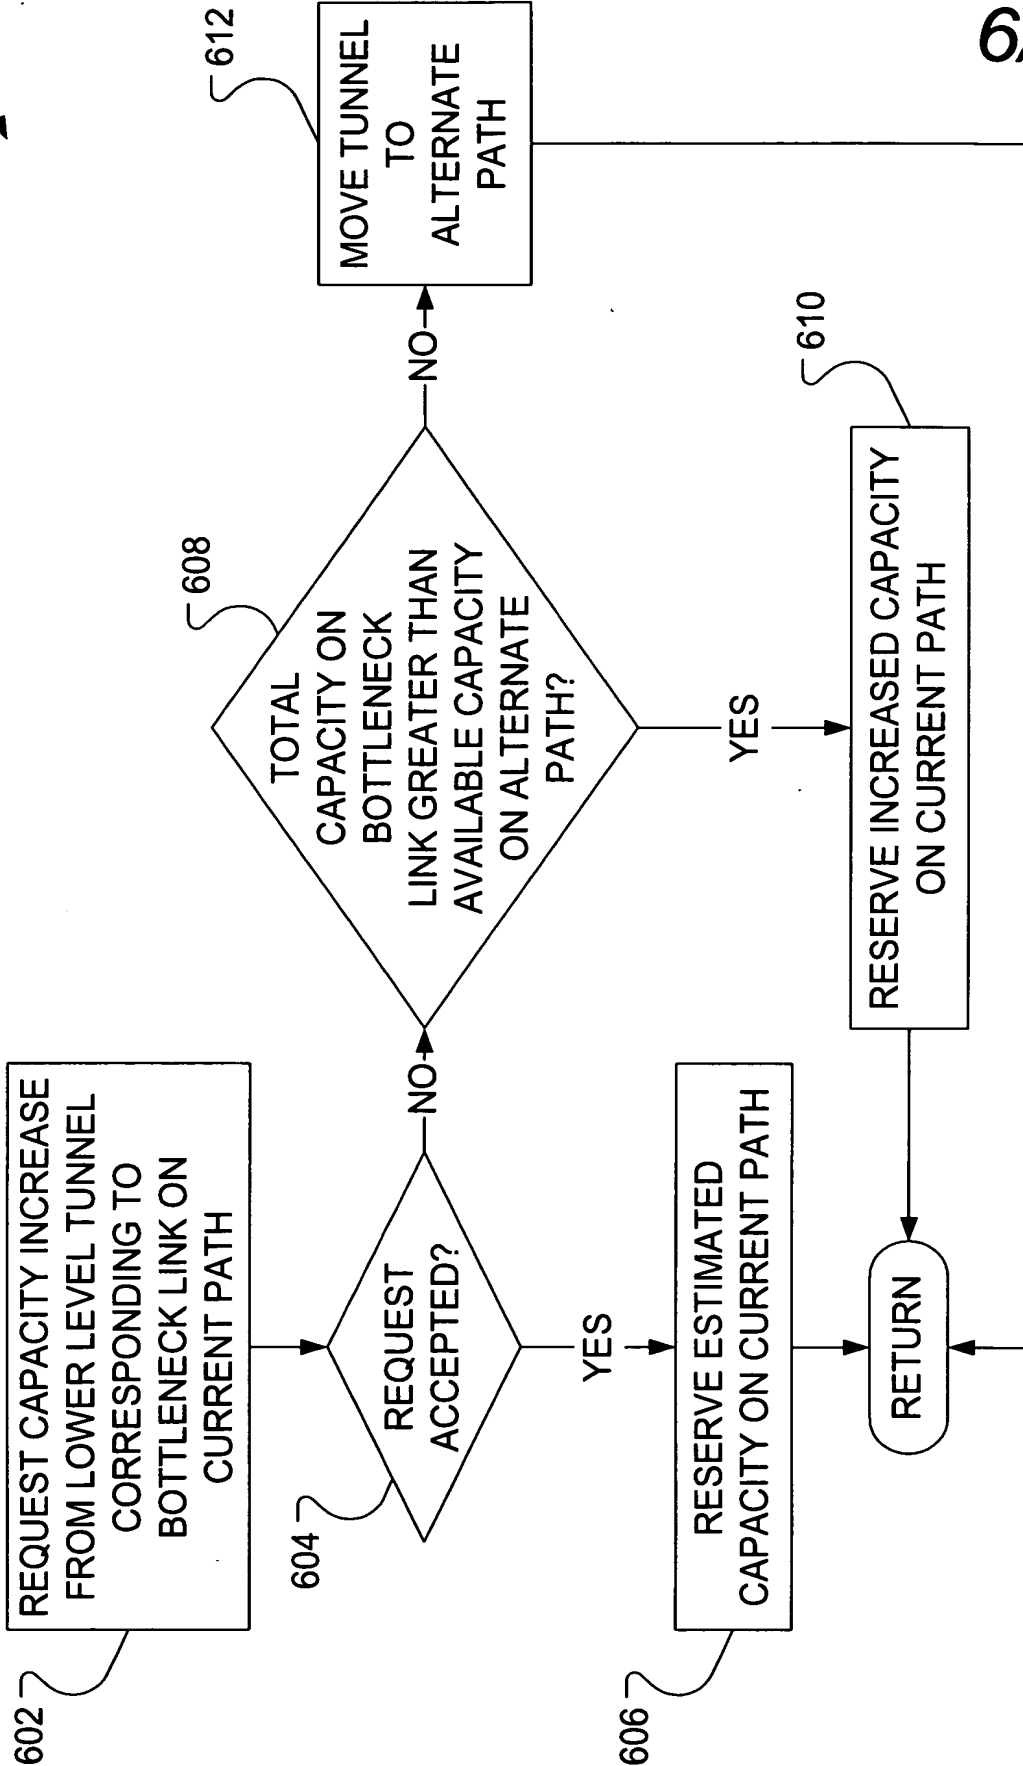 602
REQUEST CAPACITY INCREASE
FROM LOWER LEVEL TUNNEL
CORRESPONDING TO
BOTTLENECK LINK ON
CURRENT PATH
604
REQUEST
ACCEPTED?
NO
YES
606
RESERVE ESTIMATED
CAPACITY ON CURRENT PATH
608
TOTAL
CAPACITY ON
BOTTLENECK
LINK GREATER THAN
AVAILABLE CAPACITY
ON ALTERNATE
PATH?
NO
YES
612
MOVE TUNNEL
TO
ALTERNATE
PATH
610
RESERVE INCREASED CAPACITY
ON CURRENT PATH
RETURN